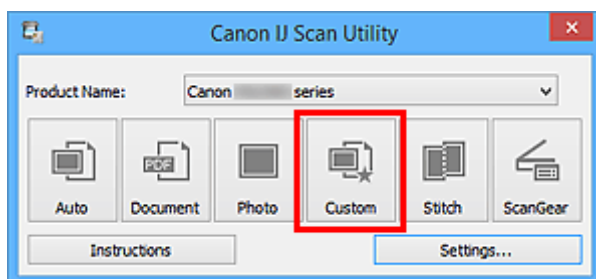 Canon IJ Scan Utility
Product Name: Canon series
PDF
Auto Document Photo Custom Stitch ScanGear
Instructions Settings...